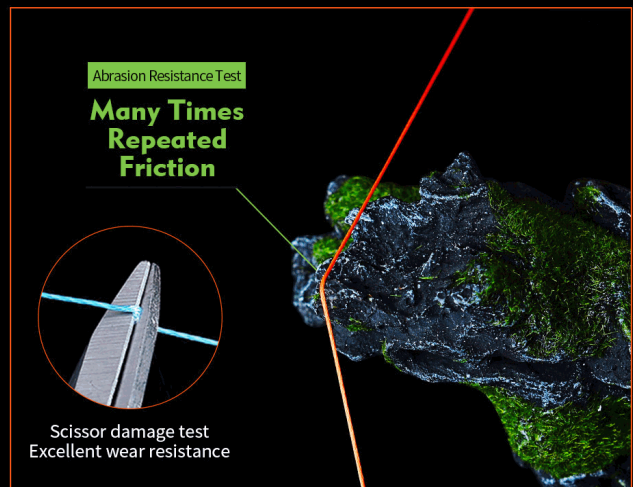 Abrasion Resistance Test
Many Times
Repeated
Friction
Scissor damage test
Excellent wear resistance